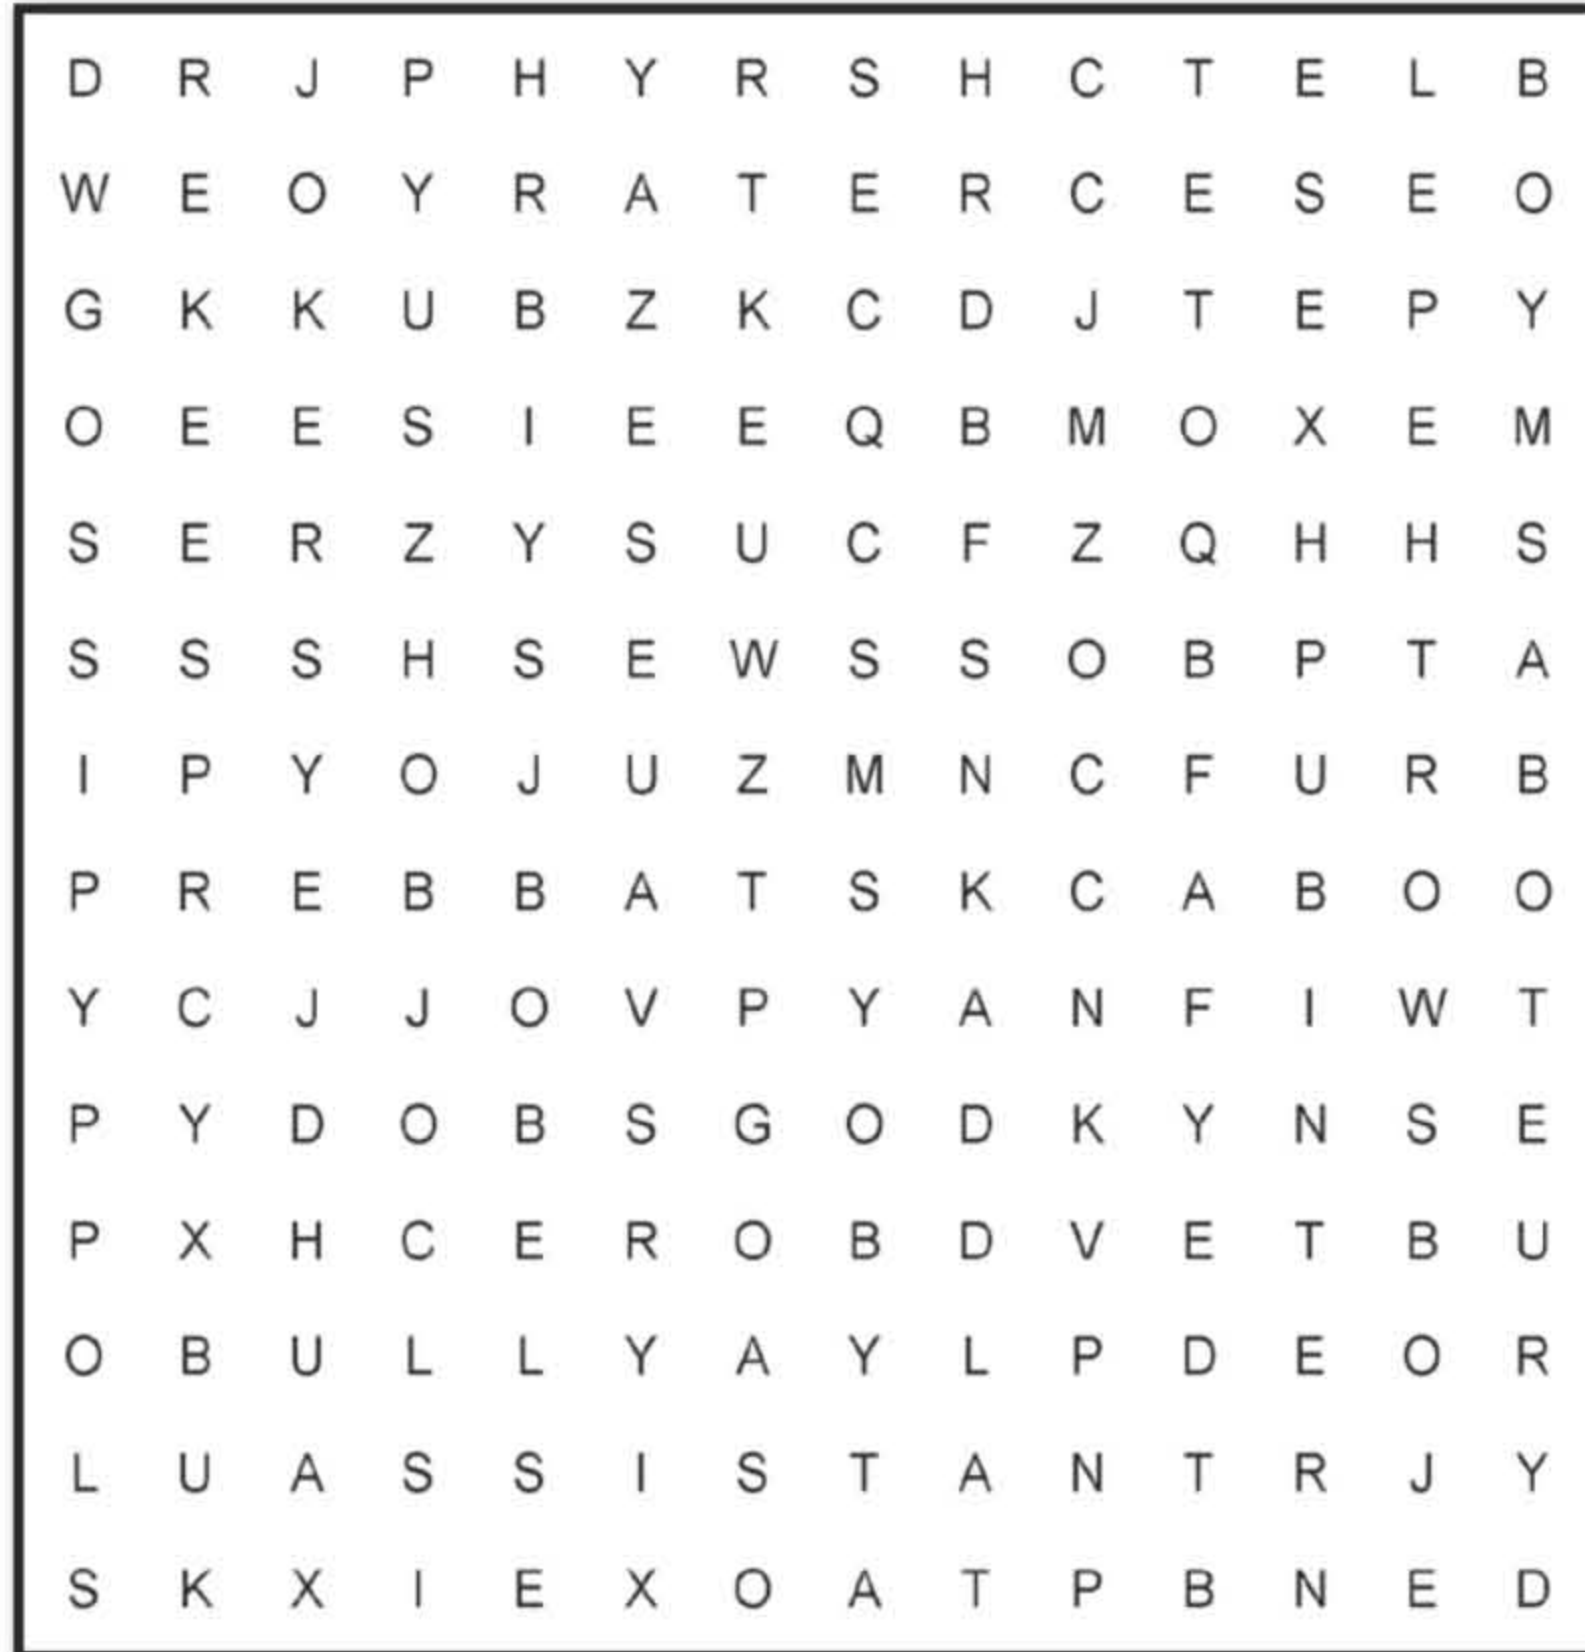 D R J P H Y R S H C T E L B
W E O Y R A T E R C E S E O
G K K U B Z K C D J T E P Y
O E E S I E E Q B M O X E M
S E R Z Y S U C F Z Q H H S
S S S H S E W S S O B P T A
I P Y O J U Z M N C F U R B
P R E B B A T S K C A B O O
Y C J J O V P Y A N F I W T
P Y D O B S G O D K Y N S E
P X H C E R O B D V E T B U
O B U L L Y A Y L P D E O R
L U A S S I S T A N T R J Y
S K X I E X O A T P B N E D